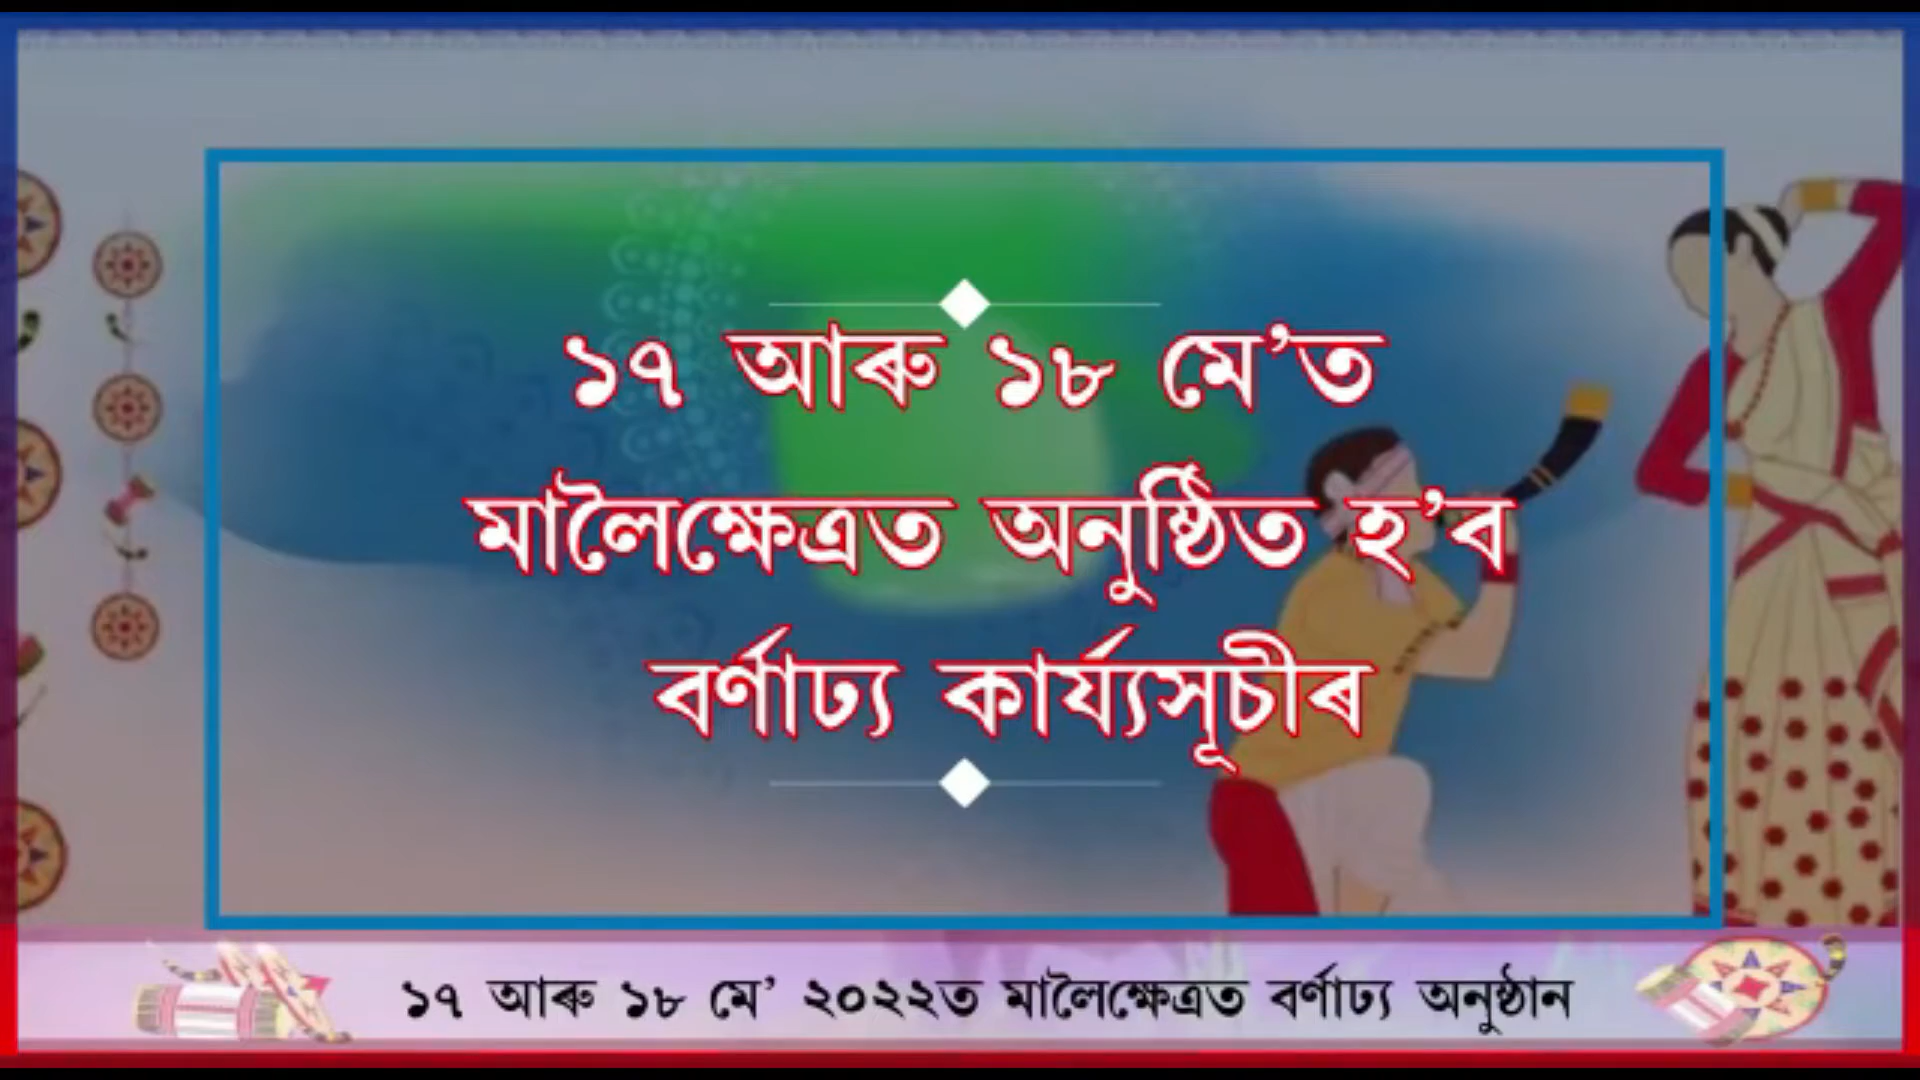 ১৭ আৰু ১৮ মে’ত
মালৈক্ষেত্ৰত অনুষ্ঠিত হ’ব
বৰ্ণাঢ্য কাৰ্য্যসূচীৰ
১৭ আৰু ১৮ মে’ ২০২২ত মালৈক্ষেত্ৰত বৰ্ণাঢ্য অনুষ্ঠান